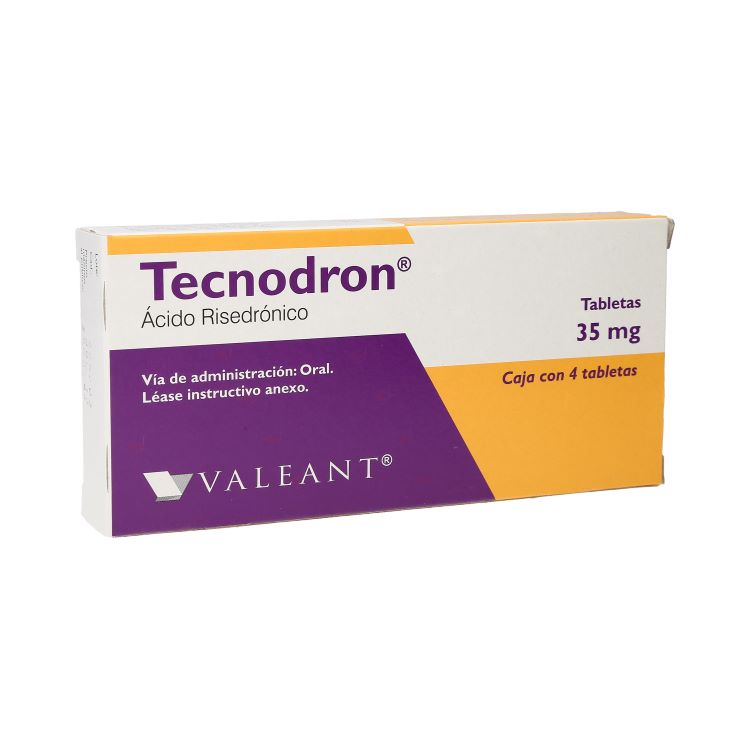 Tecnodron®
Ácido Risedrónico
Tabletas
35 mg
Caja con 4 tabletas
Vía de administración: Oral.
Léase instructivo anexo.
VALEANT®